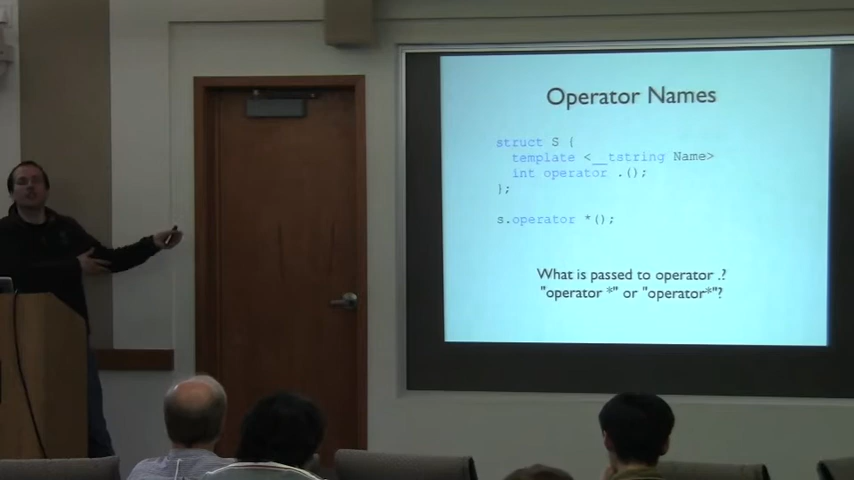 Operator Names
struct S {
template <__tstring Name>
int operator .();
};
s.operator *();
What is passed to operator .?
"operator *" or "operator*"?